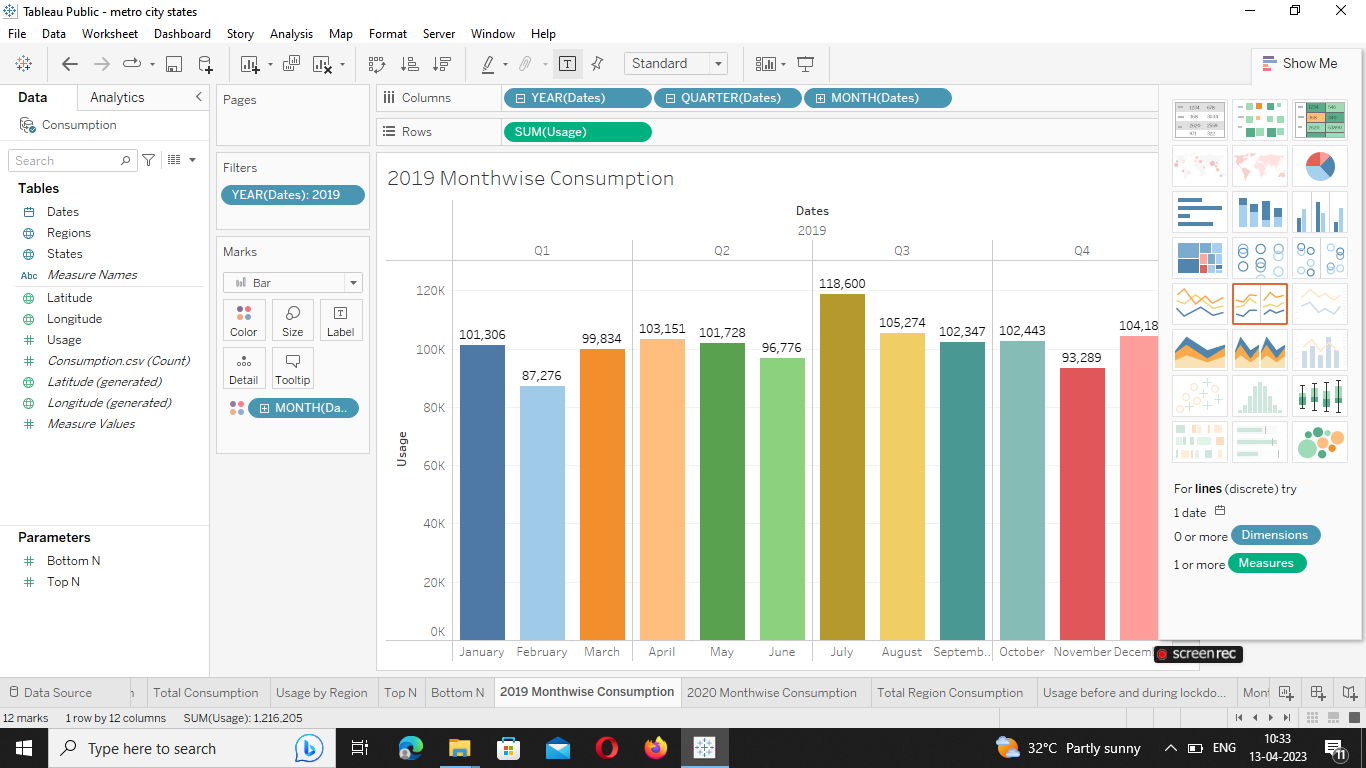 Tableau Public - metro city states
File Data Worksheet Dashboard Story Analysis Map Format Server Window Help
Standard
Show Me
Data Analytics
Consumption
Search
Tables
Dates
Regions
States
Abc Measure Names
Latitude
Longitude
Usage
Consumption.csv (Count)
Latitude (generated)
Longitude (generated)
Measure Values
Parameters
Bottom N
Top N
Pages
Filters
YEAR(Dates): 2019
Marks
Bar
Color Size Label
Detail Tooltip
MONTH(Da..
Columns YEAR(Dates) QUARTER(Dates) MONTH(Dates)
Rows SUM(Usage)
2019 Monthwise Consumption
Dates
2019
Q1 Q2 Q3 Q4
120K
100K
80K
60K
40K
20K
0K
Usage
101,306 87,276 99,834 103,151 101,728 96,776 118,600 105,274 102,347 102,443 93,289 104,18
January February March April May June July August Septemb.. October November Decem
For lines (discrete) try
1 date
0 or more Dimensions
1 or more Measures
screenrec
Data Source Total Consumption Usage by Region Top N Bottom N 2019 Monthwise Consumption 2020 Monthwise Consumption Total Region Consumption Usage before and during lockdo... Mont
12 marks 1 row by 12 columns SUM(Usage): 1,216,205
Type here to search
32°C Partly sunny
ENG
10:33
13-04-2023
11